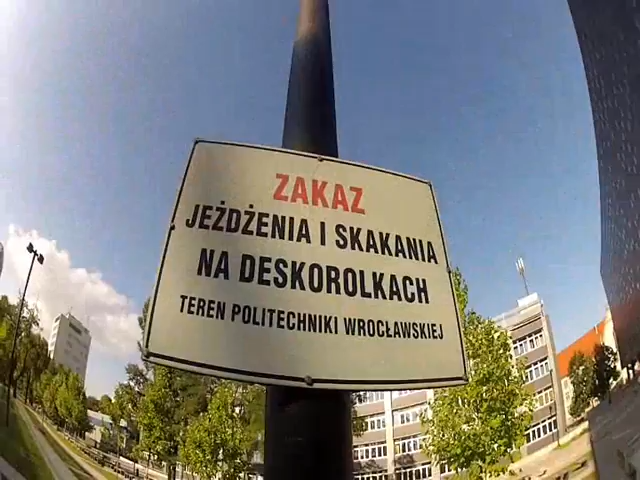 ZAKAZ
JEŻDŻENIA I SKAKANIA
NA DESKOROLKACH
TEREN POLITECHNIKI WROCŁAWSKIEJ